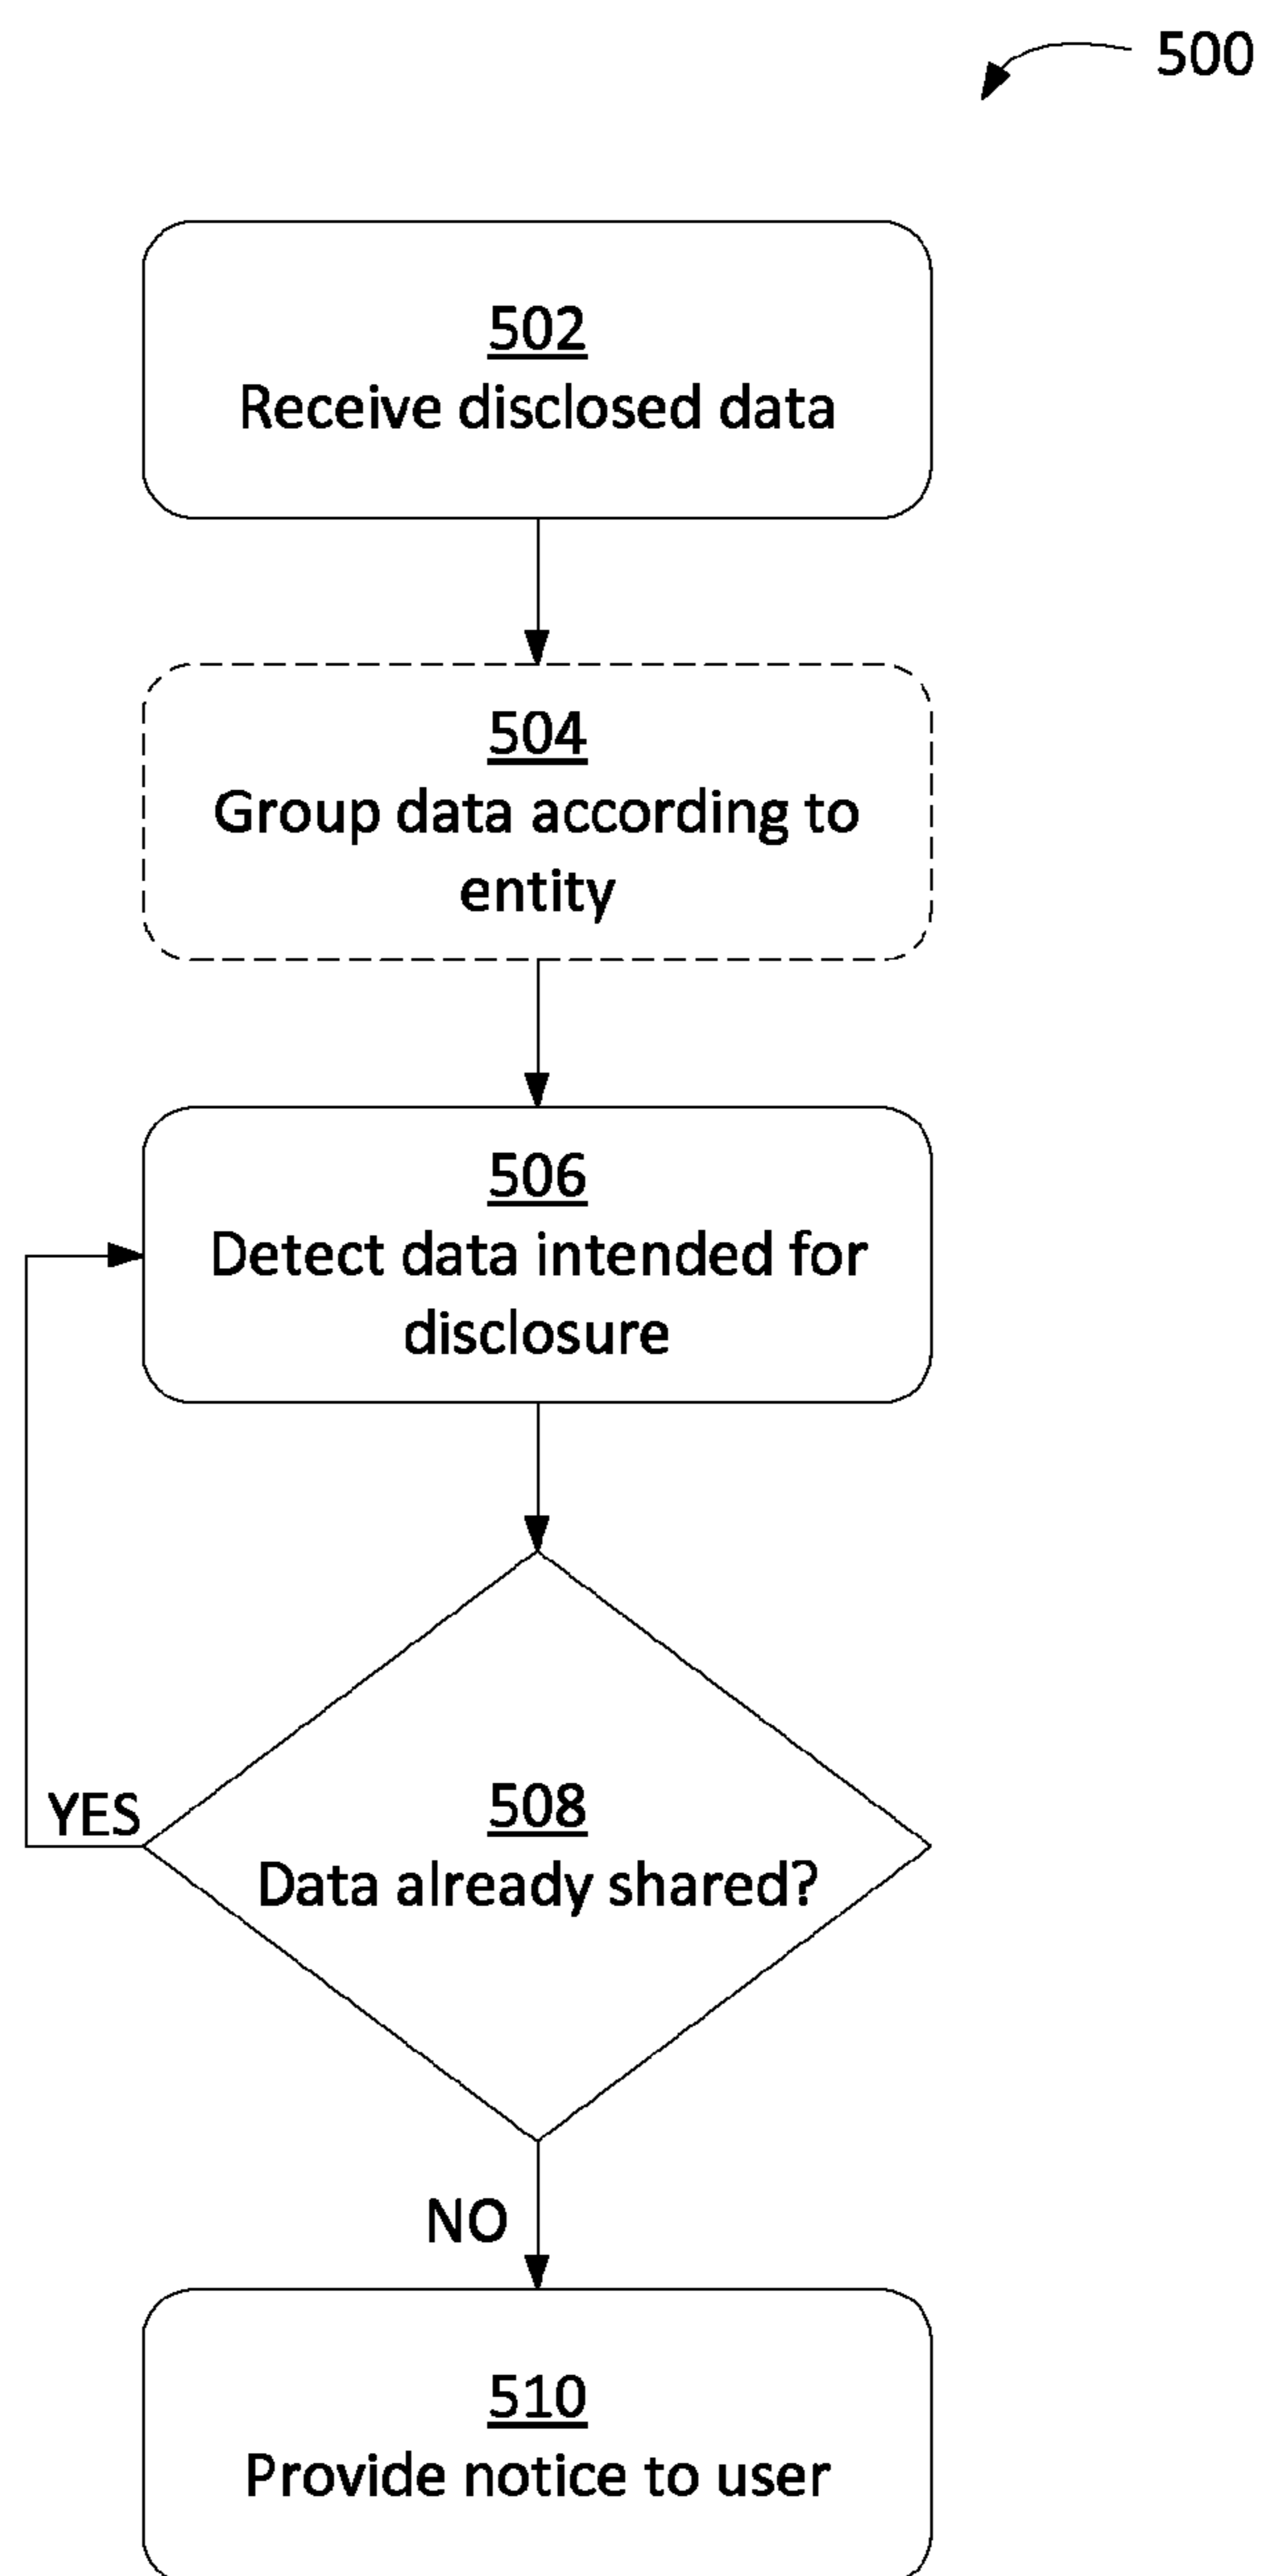 500
502
Receive disclosed data
504
Group data according to
entity
506
Detect data intended for
disclosure
YES
508
Data already shared?
NO
510
Provide notice to user